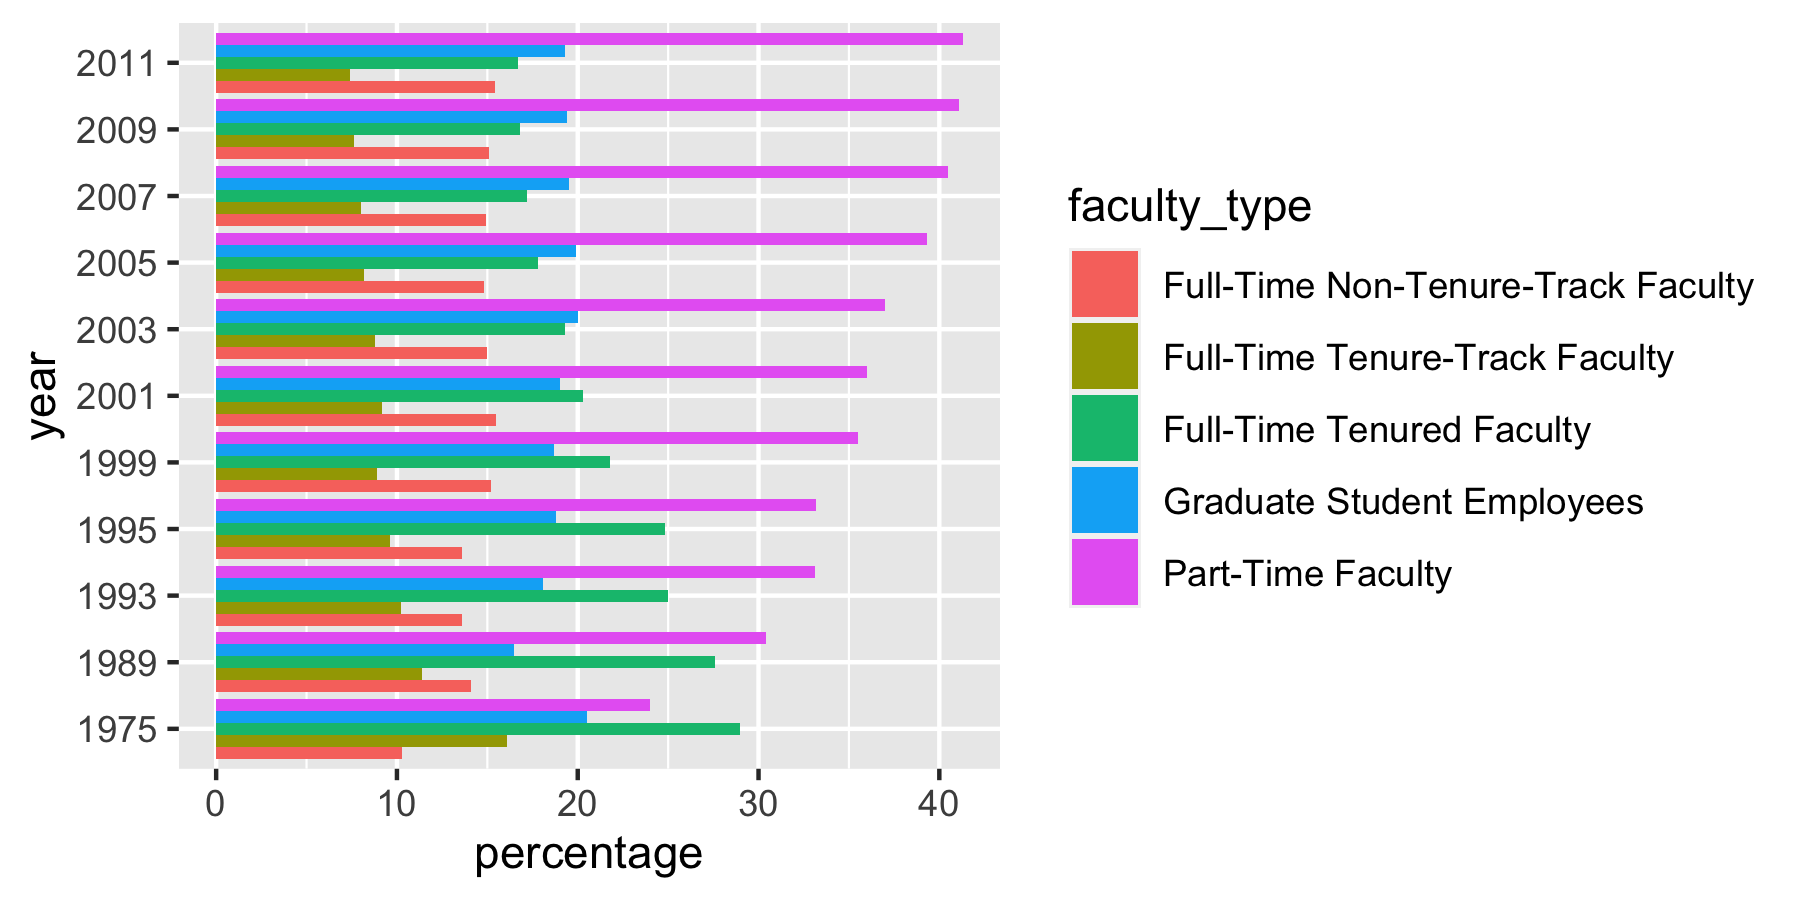 2011
2009
2007
2005
2003
2001
1999
1995
1993
1989
1975
year
0 10 20 30 40
percentage
faculty_type
Full-Time Non-Tenure-Track Faculty
Full-Time Tenure-Track Faculty
Full-Time Tenured Faculty
Graduate Student Employees
Part-Time Faculty